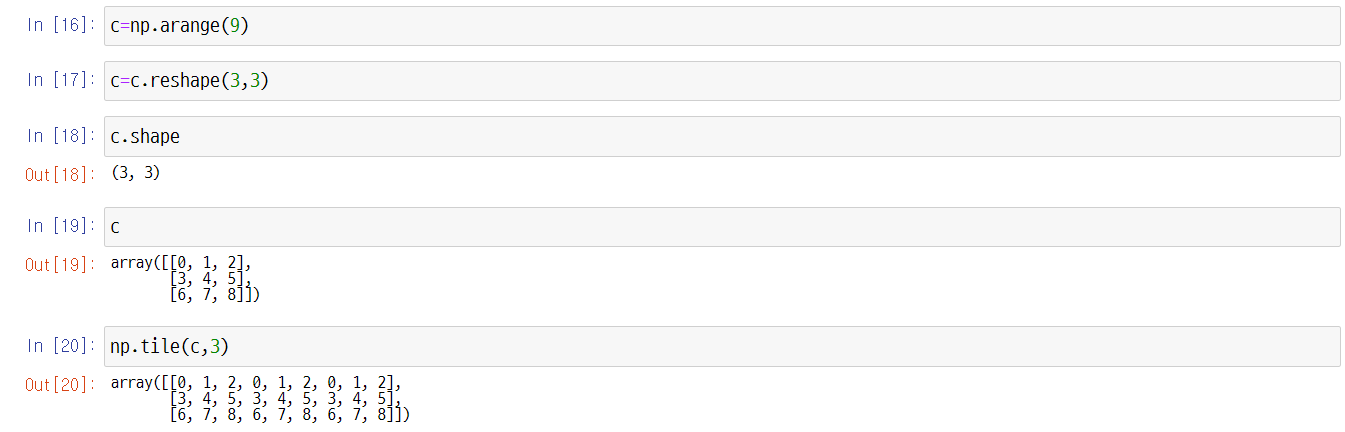 In [16]: c=np.arange(9)
In [17]: c=c.reshape(3,3)
In [18]: c.shape
Out[18]: (3, 3)
In [19]: c
Out[19]: array([[0, 1, 2],
[3, 4, 5],
[6, 7, 8]])
In [20]: np.tile(c,3)
Out[20]: array([[0, 1, 2, 0, 1, 2, 0, 1, 2],
[3, 4, 5, 3, 4, 5, 3, 4, 5],
[6, 7, 8, 6, 7, 8, 6, 7, 8]])